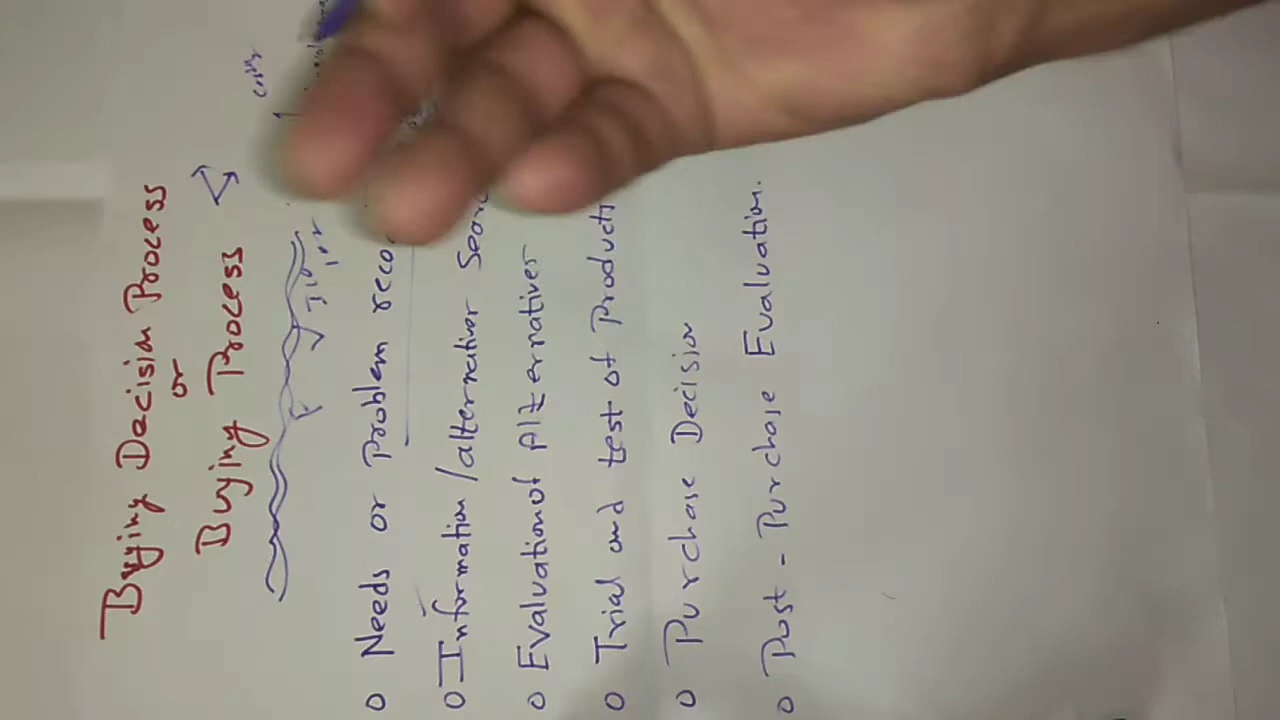 Buying Decision Process
or
Buying Process
o Needs or Problem reco
o Information/alternatives Sear
o Evaluation of Alternatives
o Trial and test of Product
o Purchase Decision
o Post - Purchase Evaluation.